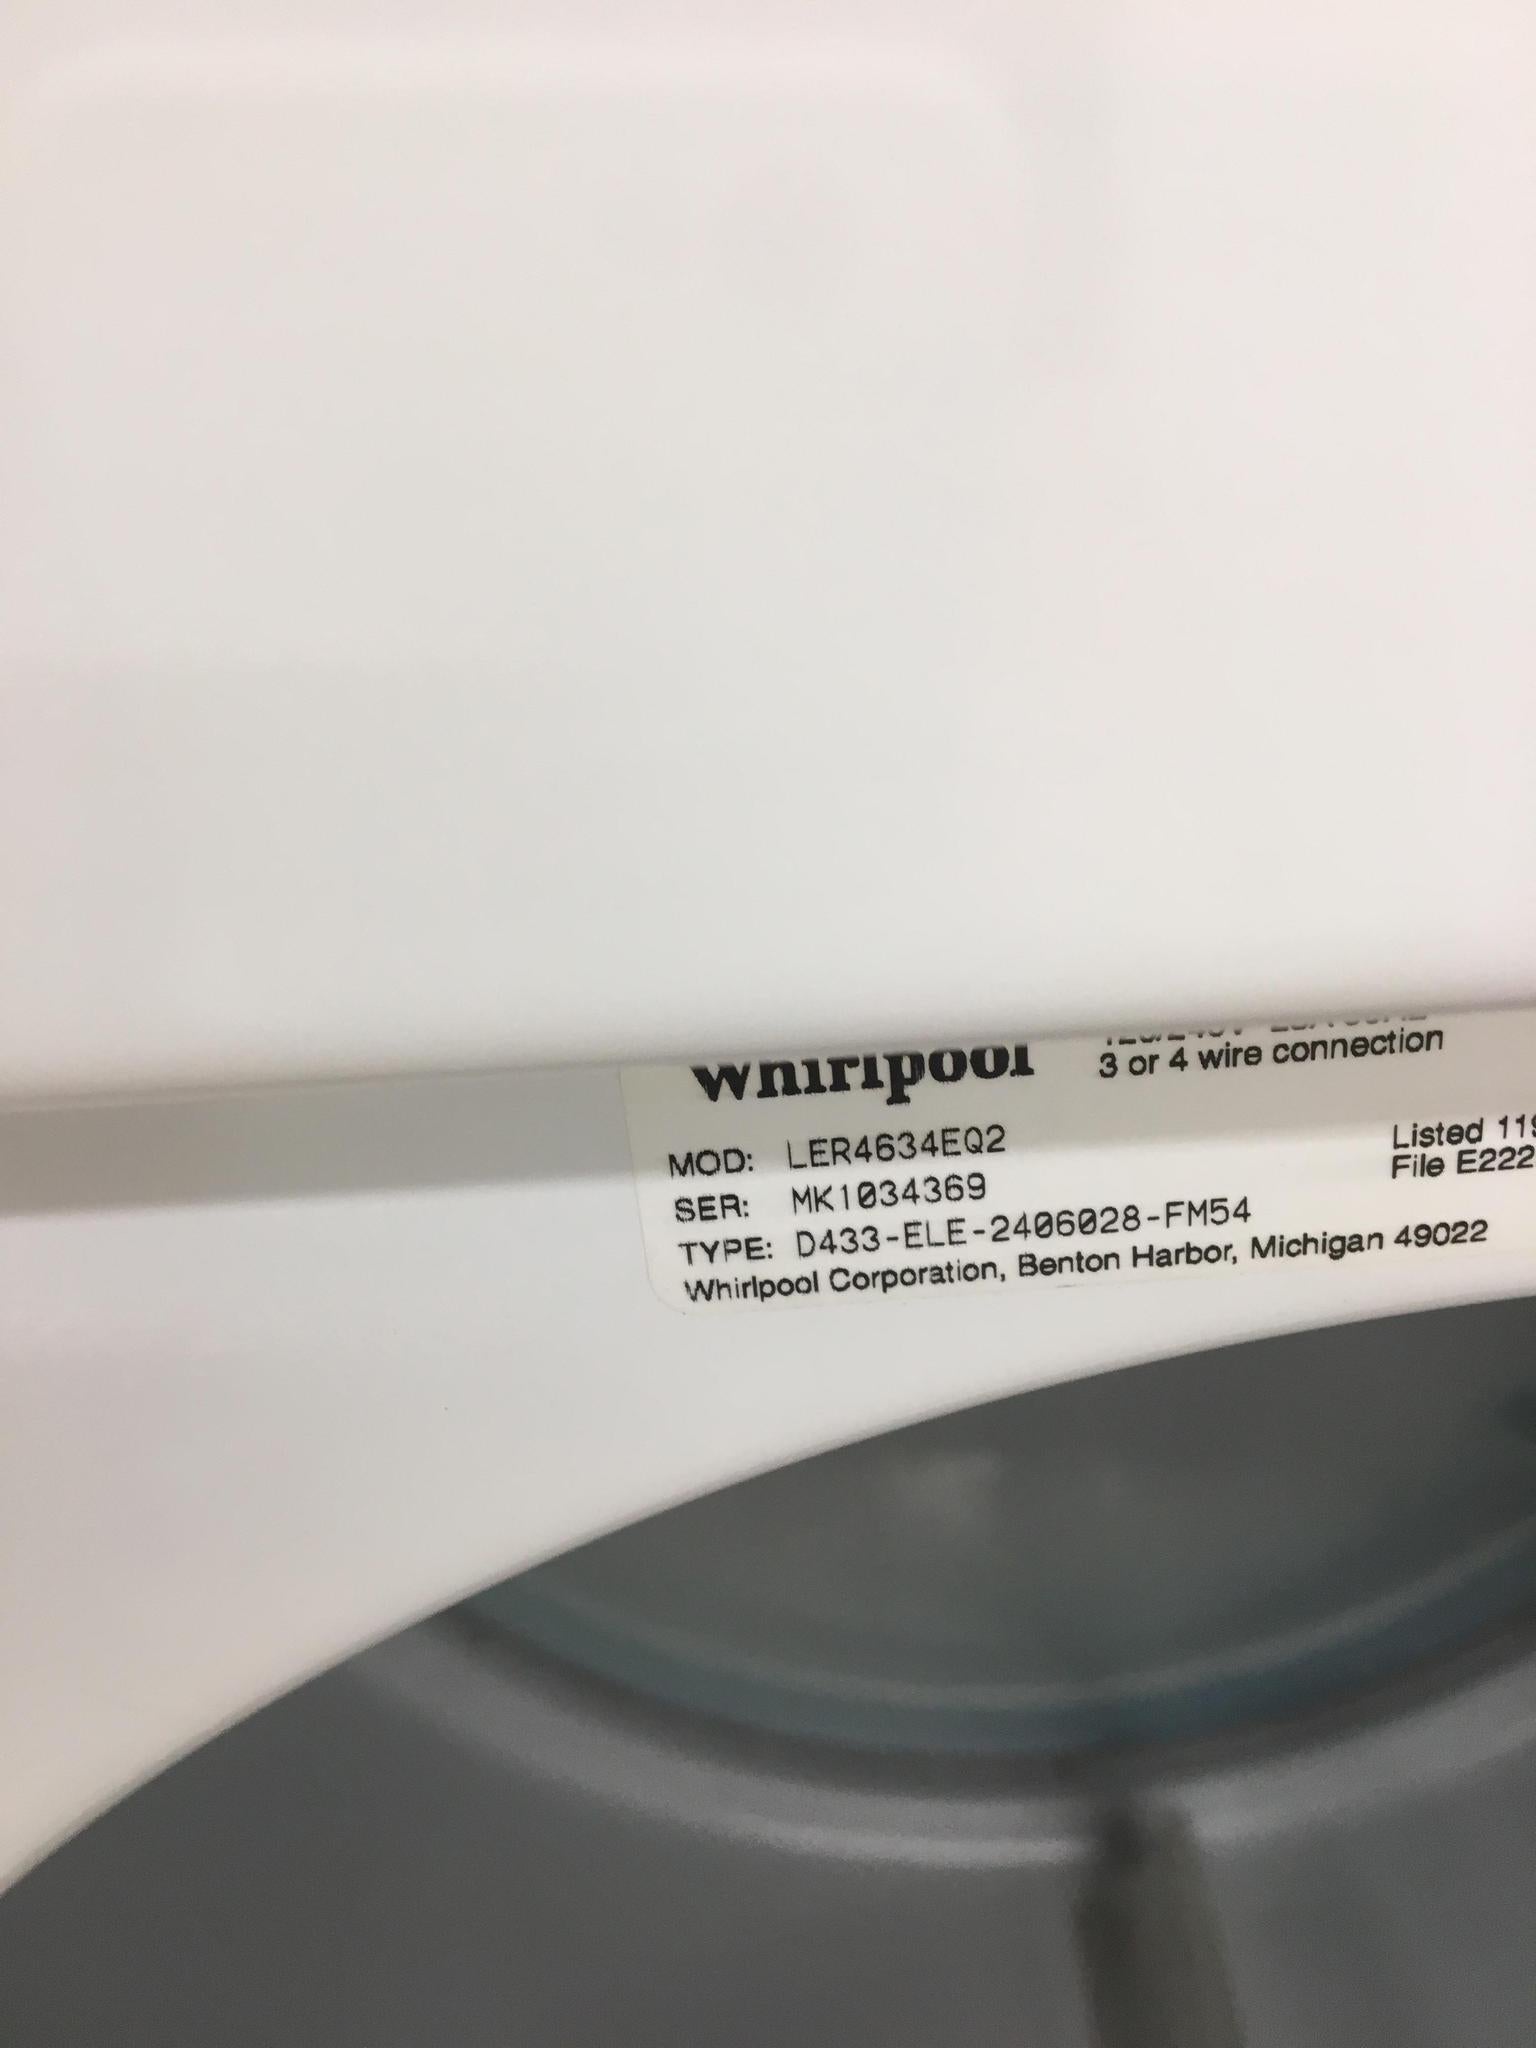 Whirlpool
3 or 4 wire connection
MOD: LER4634EQ2
Listed
SER: MK1034369
File
TYPE: D433-ELE-2406028-FM54
Whirlpool Corporation, Benton Harbor, Michigan 49022